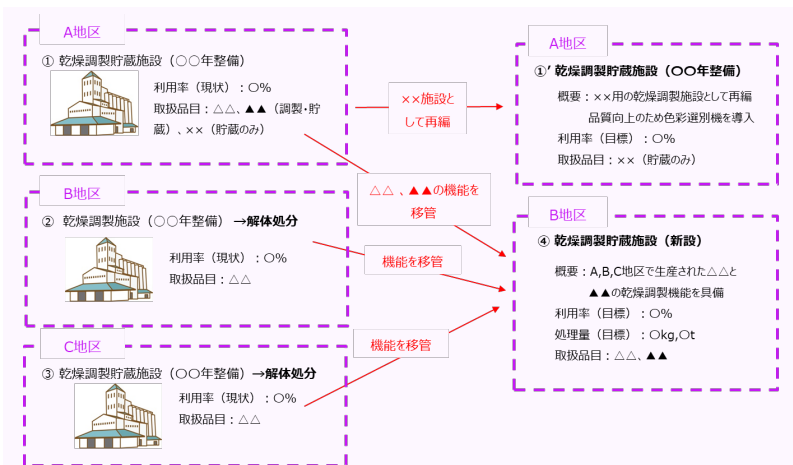 A地区
① 乾燥調製貯蔵施設（○○年整備）
利用率（現状）：○%
取扱品目：△△、▲▲（調製・貯
蔵）、××（貯蔵のみ）
B地区
② 乾燥調製施設（○○年整備）→解体処分
利用率（現状）：○%
取扱品目：△△
C地区
③ 乾燥調製貯蔵施設（○○年整備）→解体処分
利用率（現状）：○%
取扱品目：△△
××施設と
して再編
△△ 、▲▲の機能を
移管
機能を移管
機能を移管
A地区
①’ 乾燥調製貯蔵施設（○○年整備）
概要：××用の乾燥調製施設として再編
品質向上のため色彩選別機を導入
利用率（目標）：○%
取扱品目：××（貯蔵のみ）
B地区
④ 乾燥調製貯蔵施設（新設）
概要：A,B,C地区で生産された△△と
▲▲の乾燥調製機能を具備
利用率（目標）：○%
処理量（目標）：○kg,○t
取扱品目：△△、▲▲